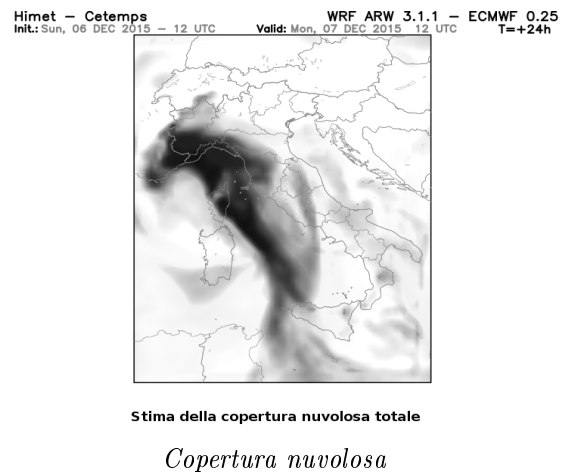 Himet – Cetemps WRF ARW 3.1.1 – ECMWF 0.25
Init.: Sun, 06 DEC 2015 – 12 UTC Valid: Mon, 07 DEC 2015 12 UTC T=+24h
Stima della copertura nuvolosa totale
Copertura nuvolosa